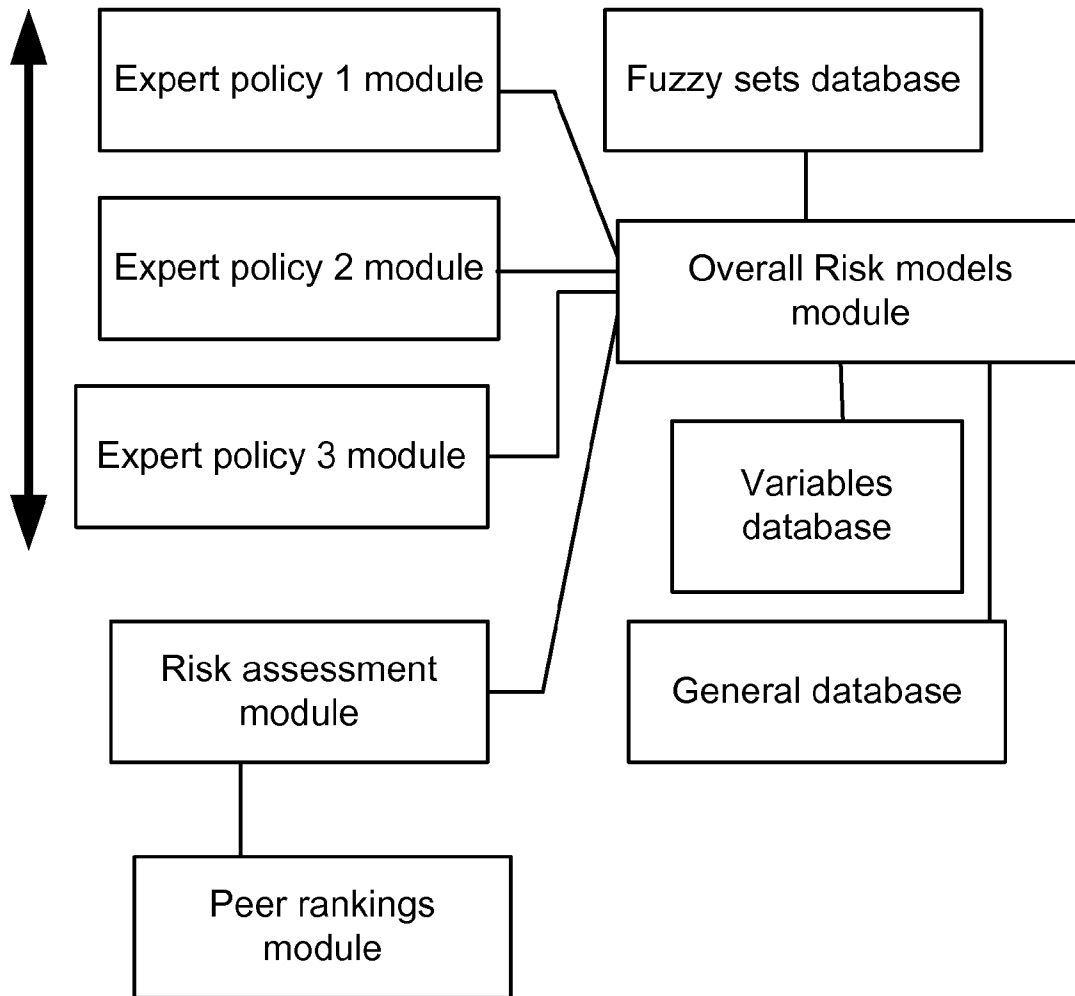 Expert policy 1 module
Fuzzy sets database
Expert policy 2 module
Overall Risk models
module
Expert policy 3 module
Variables
database
Risk assessment
module
General database
Peer rankings
module